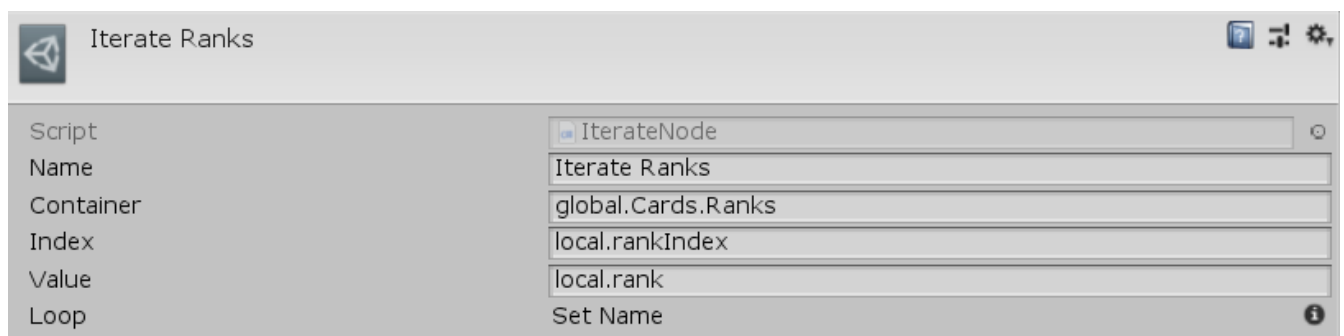 Iterate Ranks
Script IterateNode
Name Iterate Ranks
Container global.Cards.Ranks
Index local.rankIndex
Value local.rank
Loop Set Name